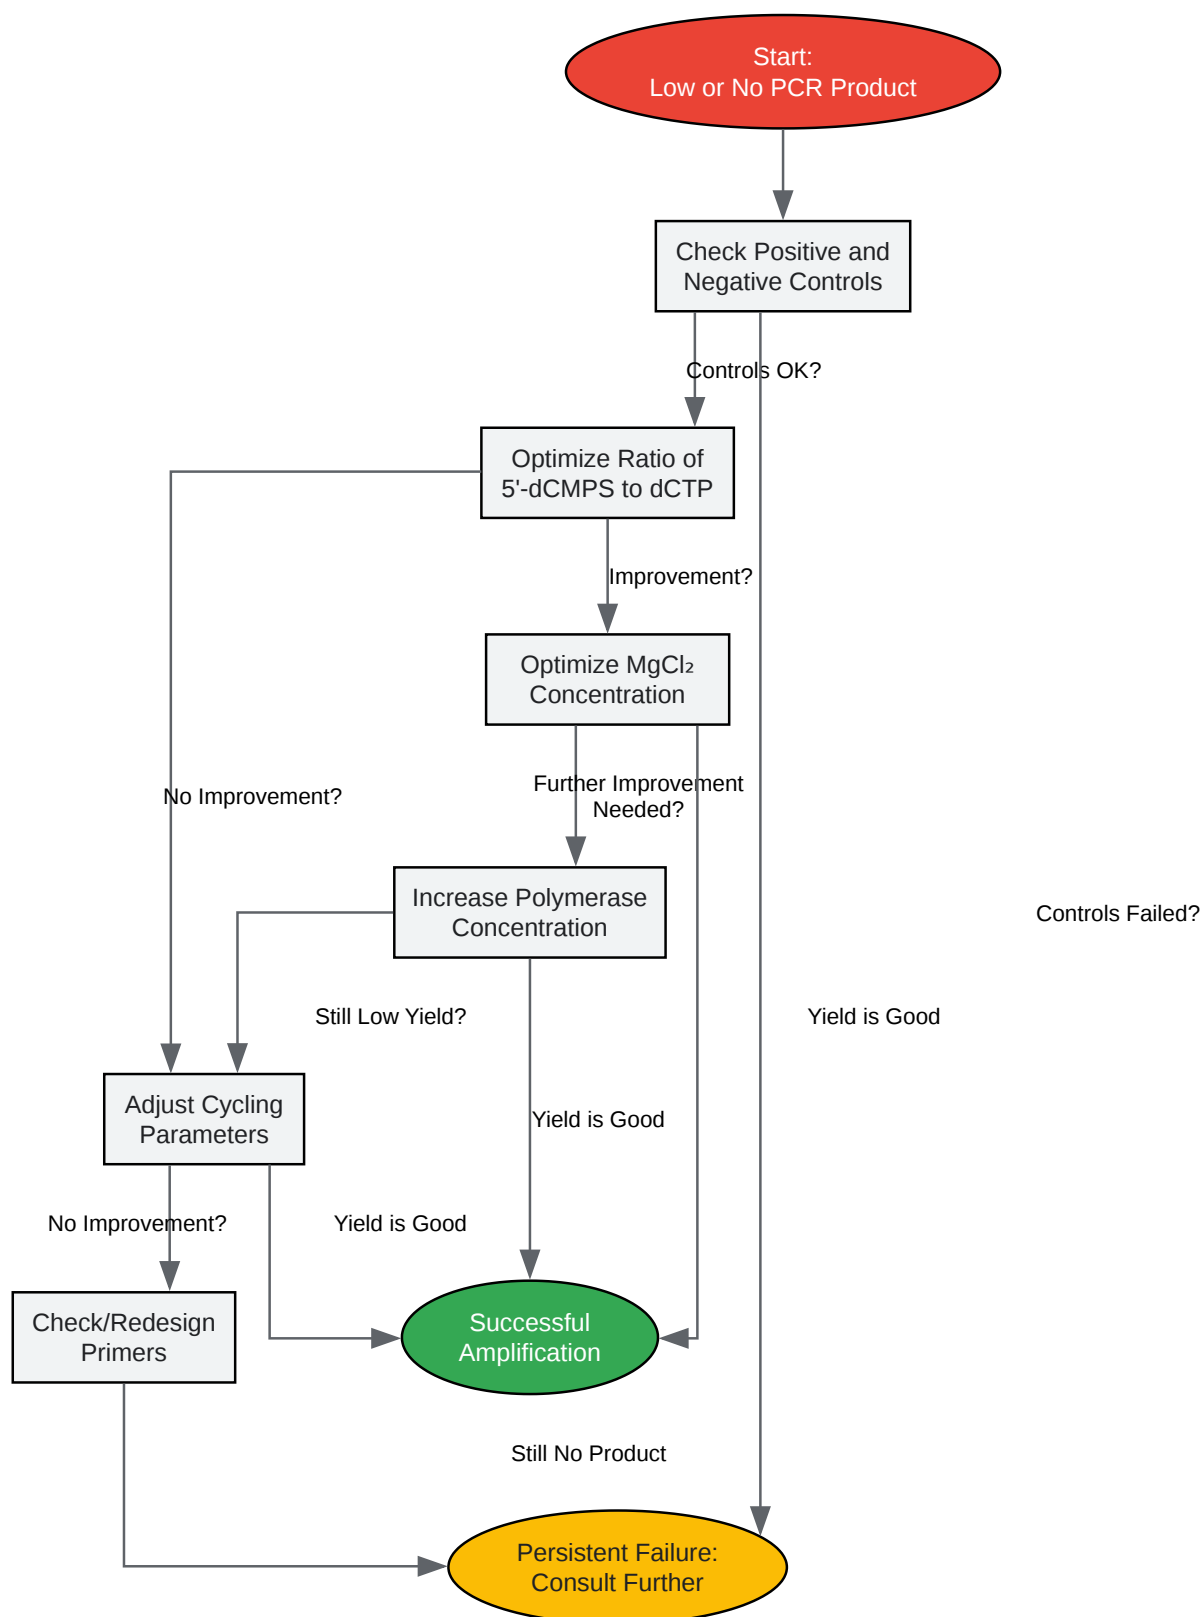 Start:
Low or No PCR Product
Check Positive and
Negative Controls
Controls OK?
Optimize Ratio of
5'-dCMPS to dCTP
Improvement?
Optimize MgCl₂
Concentration
No Improvement?
Further Improvement
Needed?
Increase Polymerase
Concentration
Controls Failed?
Still Low Yield?
Yield is Good
Adjust Cycling
Parameters
Yield is Good
No Improvement?
Yield is Good
Check/Redesign
Primers
Successful
Amplification
Still No Product
Persistent Failure:
Consult Further